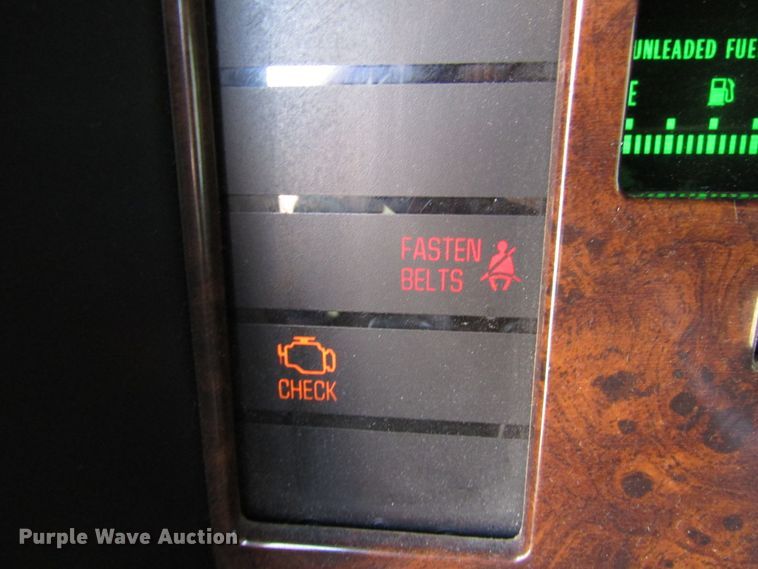 UNLEADED FUE
E
FASTEN
BELTS
CHECK
Purple Wave Auction®